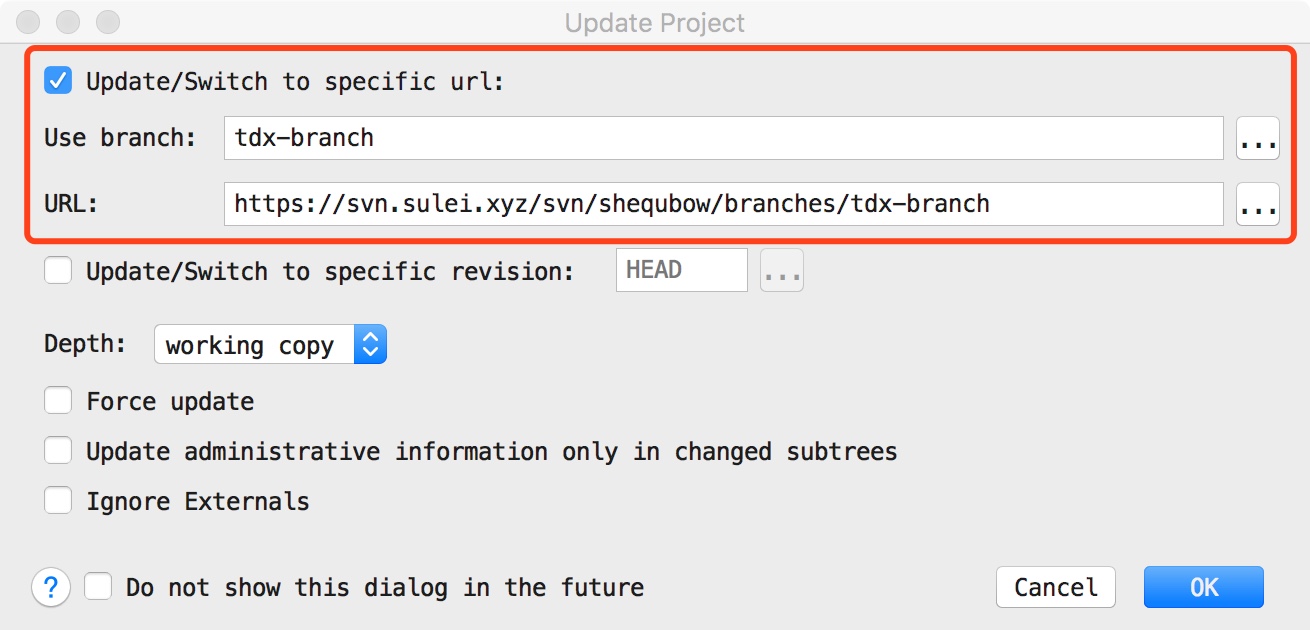 Update Project
Update/Switch to specific url:
Use branch: tdx-branch ...
URL: https://svn.sulei.xyz/svn/shequbow/branches/tdx-branch ...
Update/Switch to specific revision: HEAD ...
Depth: working copy
Force update
Update administrative information only in changed subtrees
Ignore Externals
? Do not show this dialog in the future Cancel OK